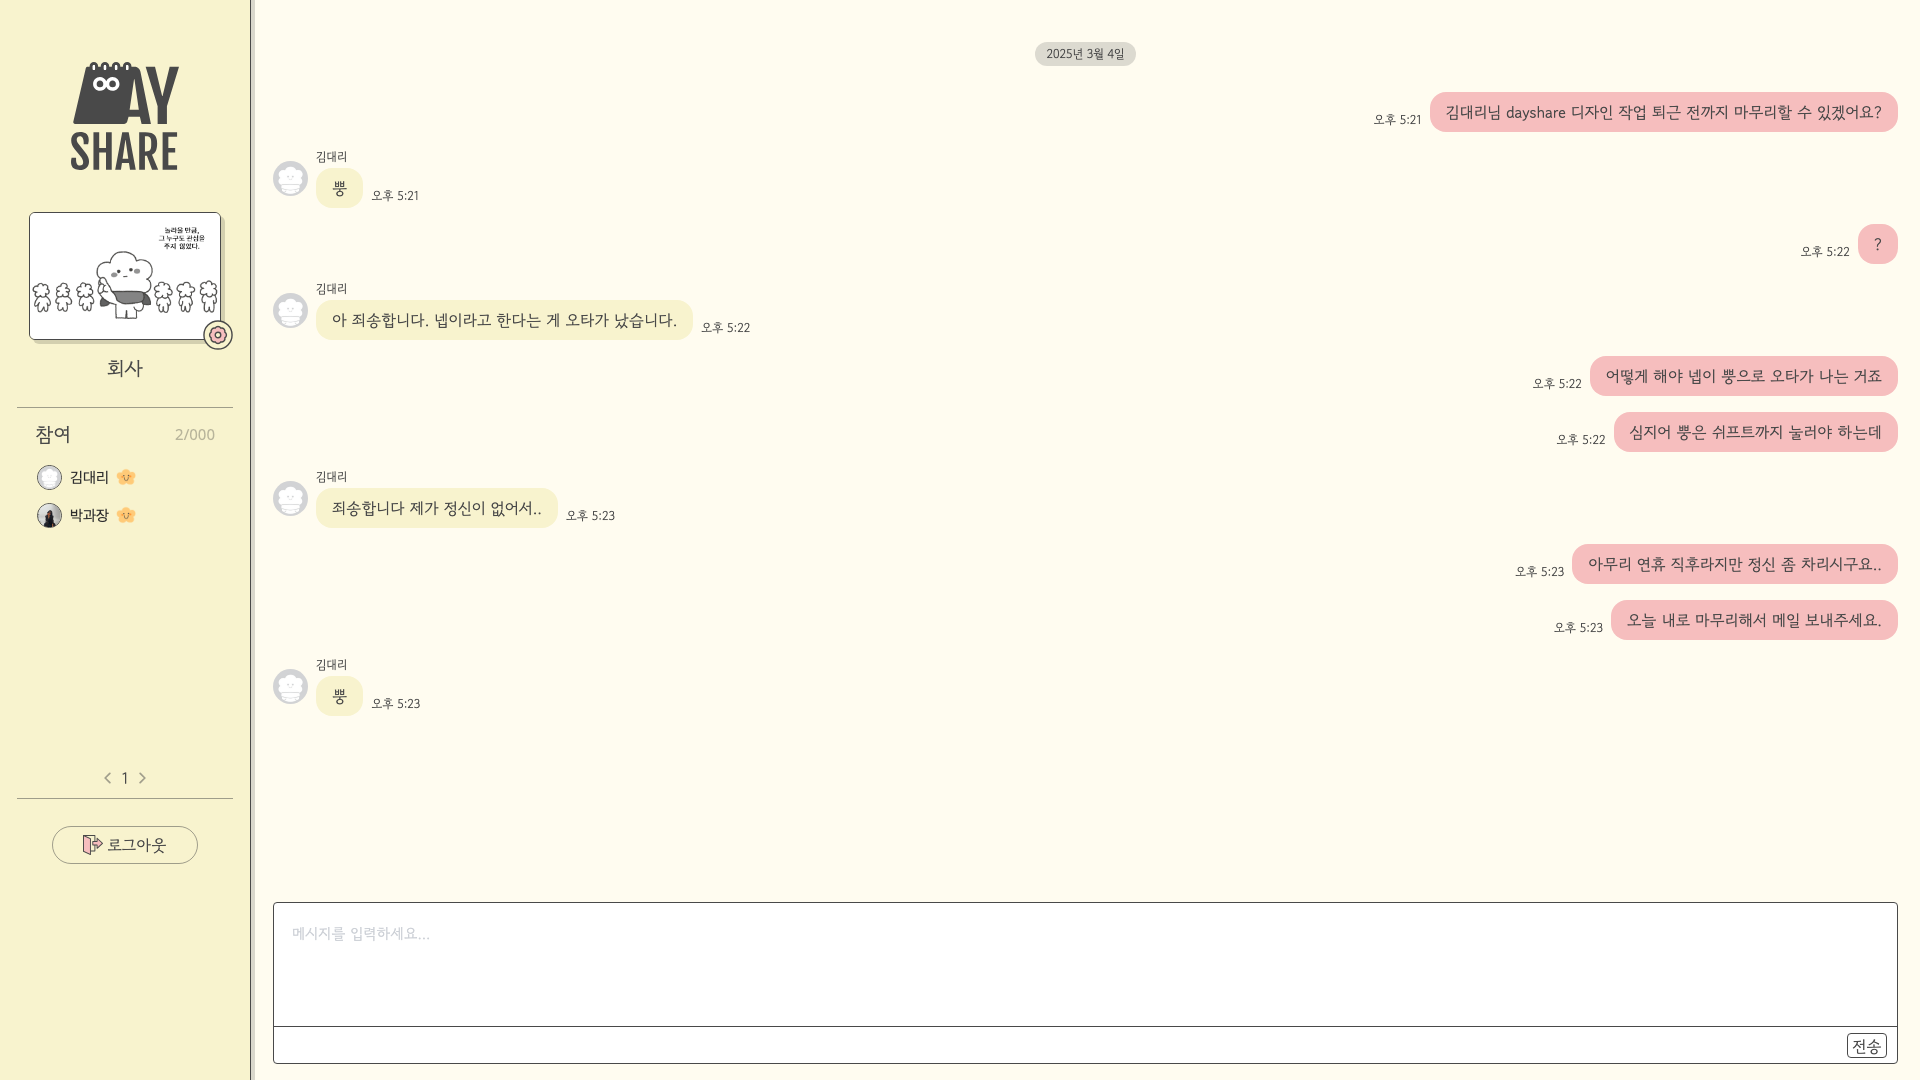 DAY
SHARE
놀라울 만큼,
그 누구도 관심을
주지 않았다.
회사
참여
2/000
김대리
박과장
1
로그아웃
2025년 3월 4일
오후 5:21
김대리님 dayshare 디자인 작업 퇴근 전까지 마무리할 수 있겠어요?
김대리
뿡
오후 5:21
오후 5:22
?
김대리
아 죄송합니다. 넵이라고 한다는 게 오타가 났습니다.
오후 5:22
오후 5:22
어떻게 해야 넵이 뿡으로 오타가 나는 거죠
오후 5:22
심지어 뿡은 쉬프트까지 눌러야 하는데
김대리
죄송합니다 제가 정신이 없어서..
오후 5:23
오후 5:23
아무리 연휴 직후라지만 정신 좀 차리시구요..
오후 5:23
오늘 내로 마무리해서 메일 보내주세요.
김대리
뿡
오후 5:23
메시지를 입력하세요...
전송